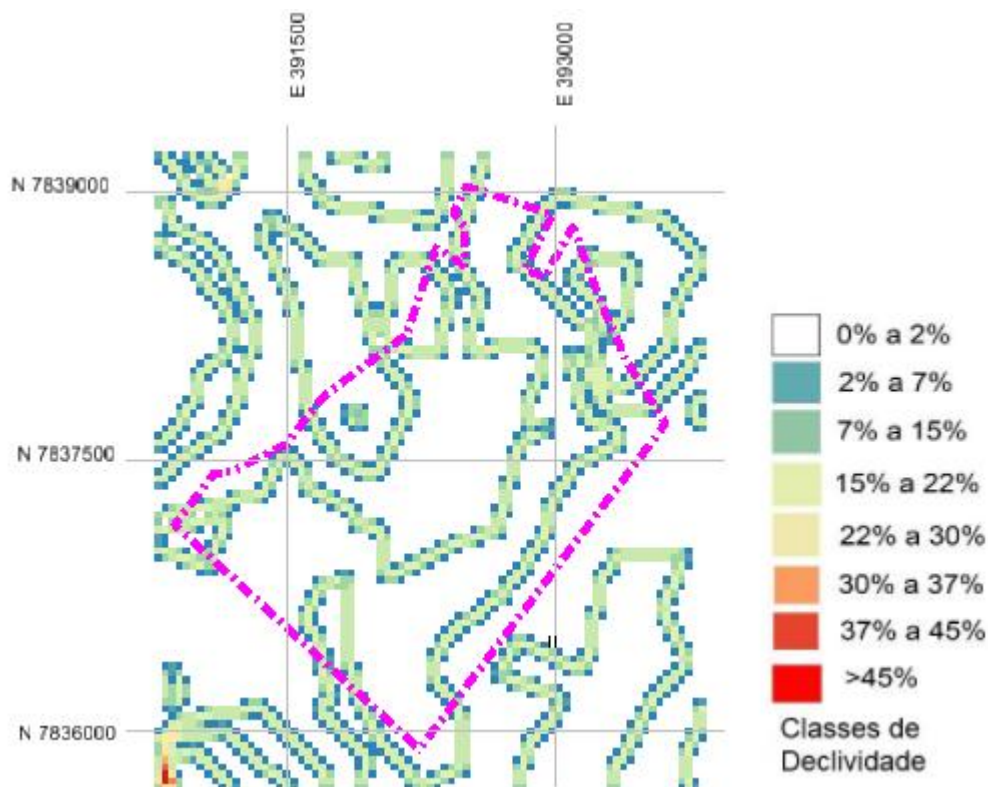 E 391500
E 393000
N 7839000
N 7837500
N 7836000
0% a 2%
2% a 7%
7% a 15%
15% a 22%
22% a 30%
30% a 37%
37% a 45%
>45%
Classes de
Declividade